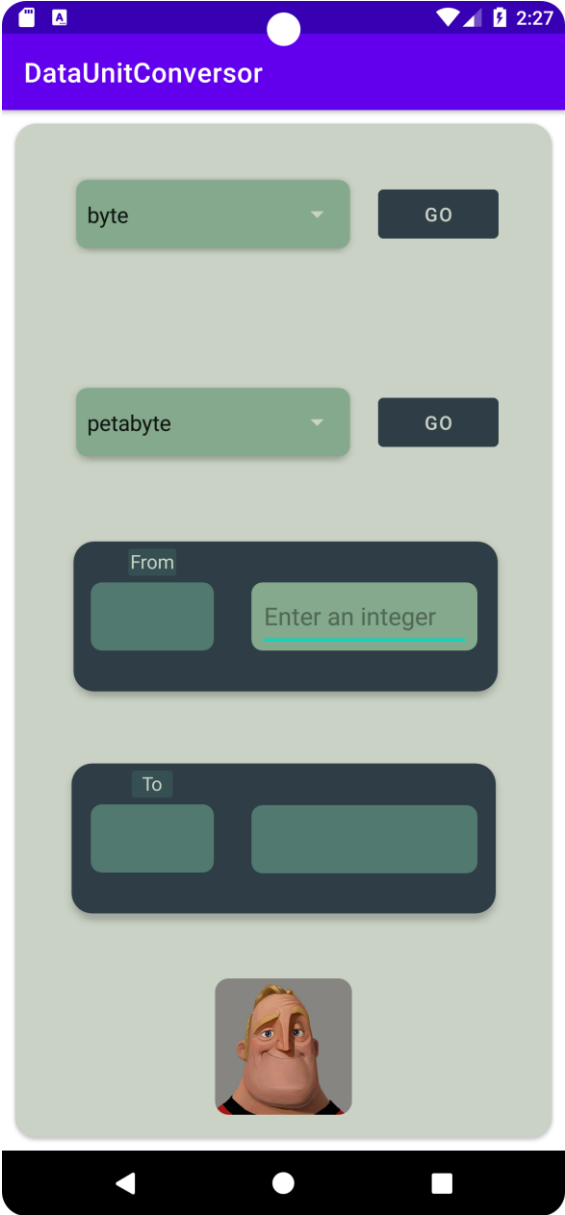 2:27
DataUnitConversor
byte
GO
petabyte
GO
From
Enter an integer
To